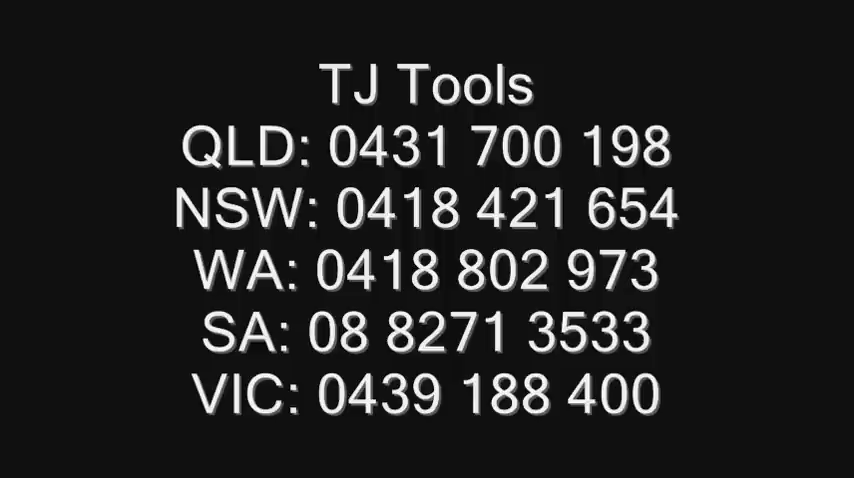 TJ Tools
QLD: 0431 700 198
NSW: 0418 421 654
WA: 0418 802 973
SA: 08 8271 3533
VIC: 0439 188 400